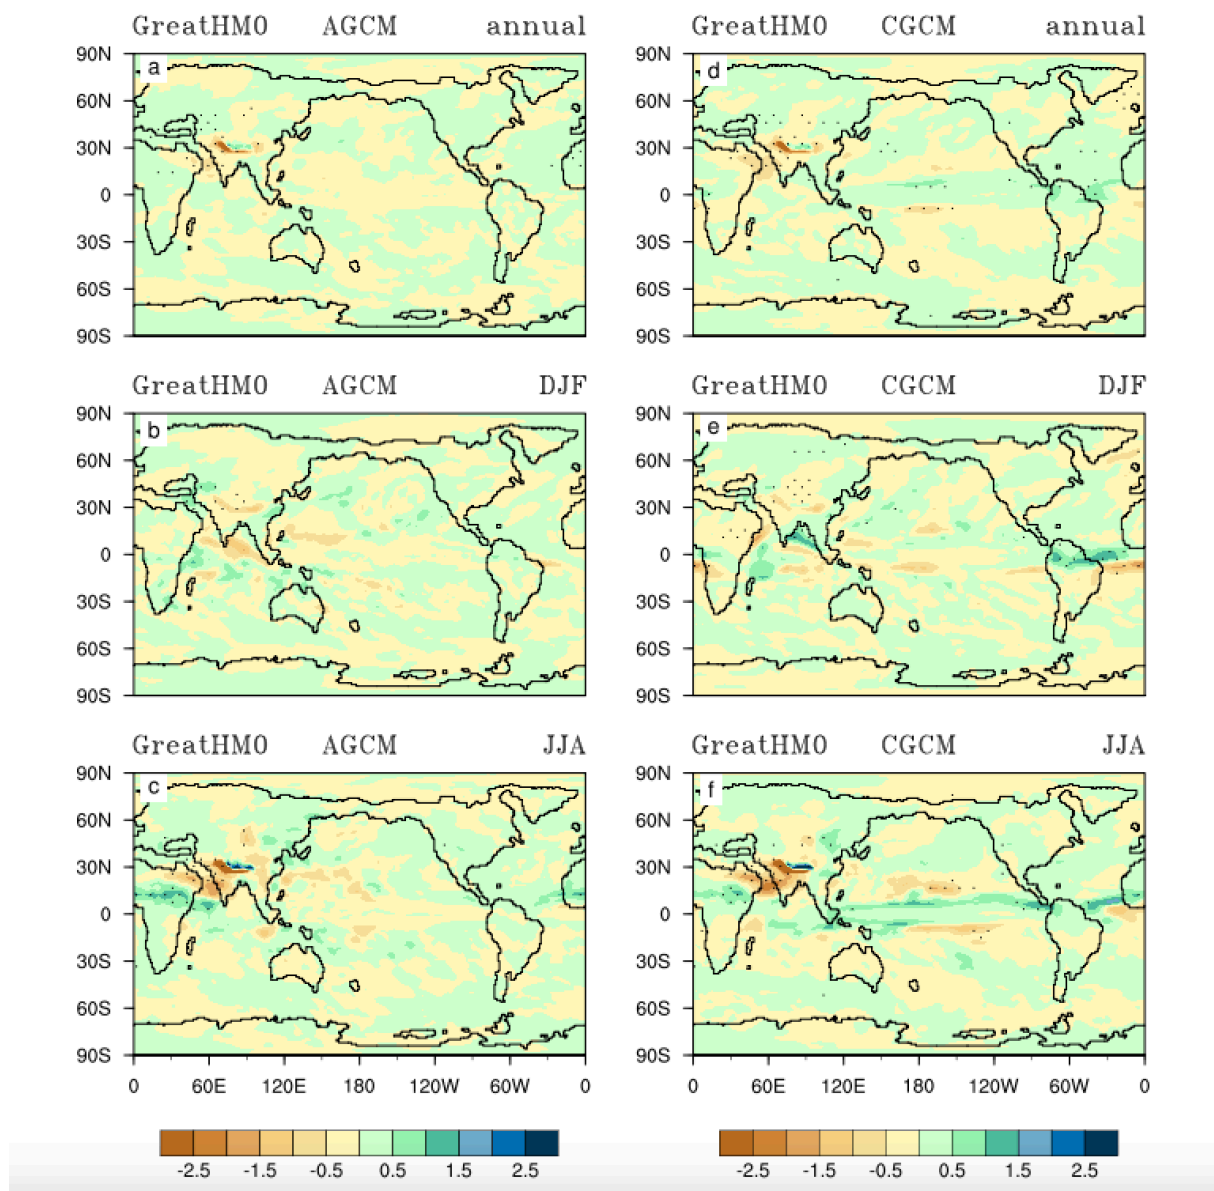 GreatHM0 AGCM annual
GreatHM0 CGCM annual
a
90N
60N
30N
0
30S
60S
90S
d
90N
60N
30N
0
30S
60S
90S
GreatHM0 AGCM DJF
GreatHM0 CGCM DJF
b
90N
60N
30N
0
30S
60S
90S
e
90N
60N
30N
0
30S
60S
90S
GreatHM0 AGCM JJA
GreatHM0 CGCM JJA
c
90N
60N
30N
0
30S
60S
90S
f
90N
60N
30N
0
30S
60S
90S
0 60E 120E 180 120W 60W 0
0 60E 120E 180 120W 60W 0
-2.5 -1.5 -0.5 0.5 1.5 2.5
-2.5 -1.5 -0.5 0.5 1.5 2.5